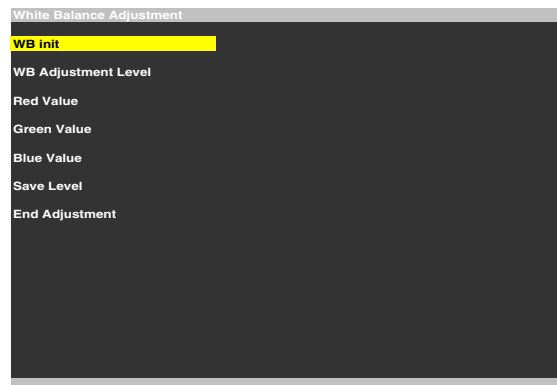 White Balance Adjustment
WB init
WB Adjustment Level
Red Value
Green Value
Blue Value
Save Level
End Adjustment